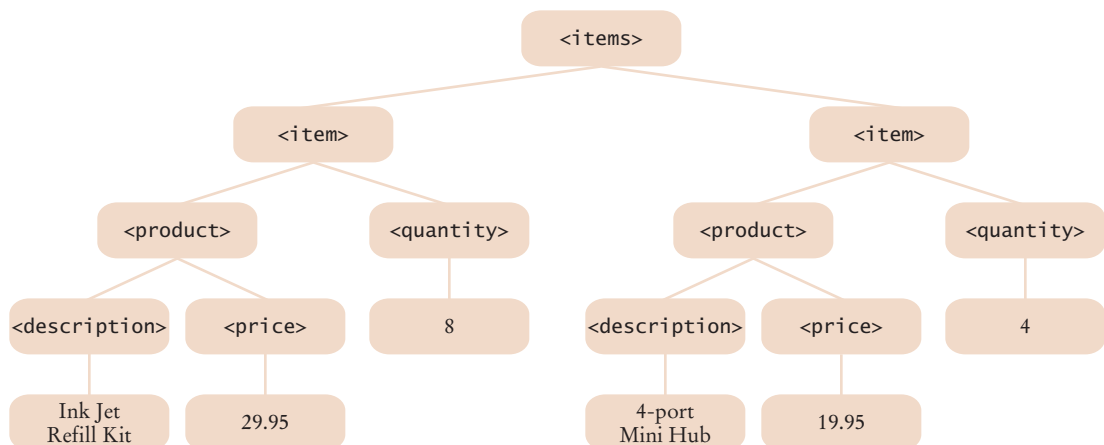 <items>
<item>
<item>
<product>
<quantity>
<product>
<quantity>
<description>
<price>
8
<description>
<price>
4
Ink Jet
Refill Kit
29.95
4-port
Mini Hub
19.95